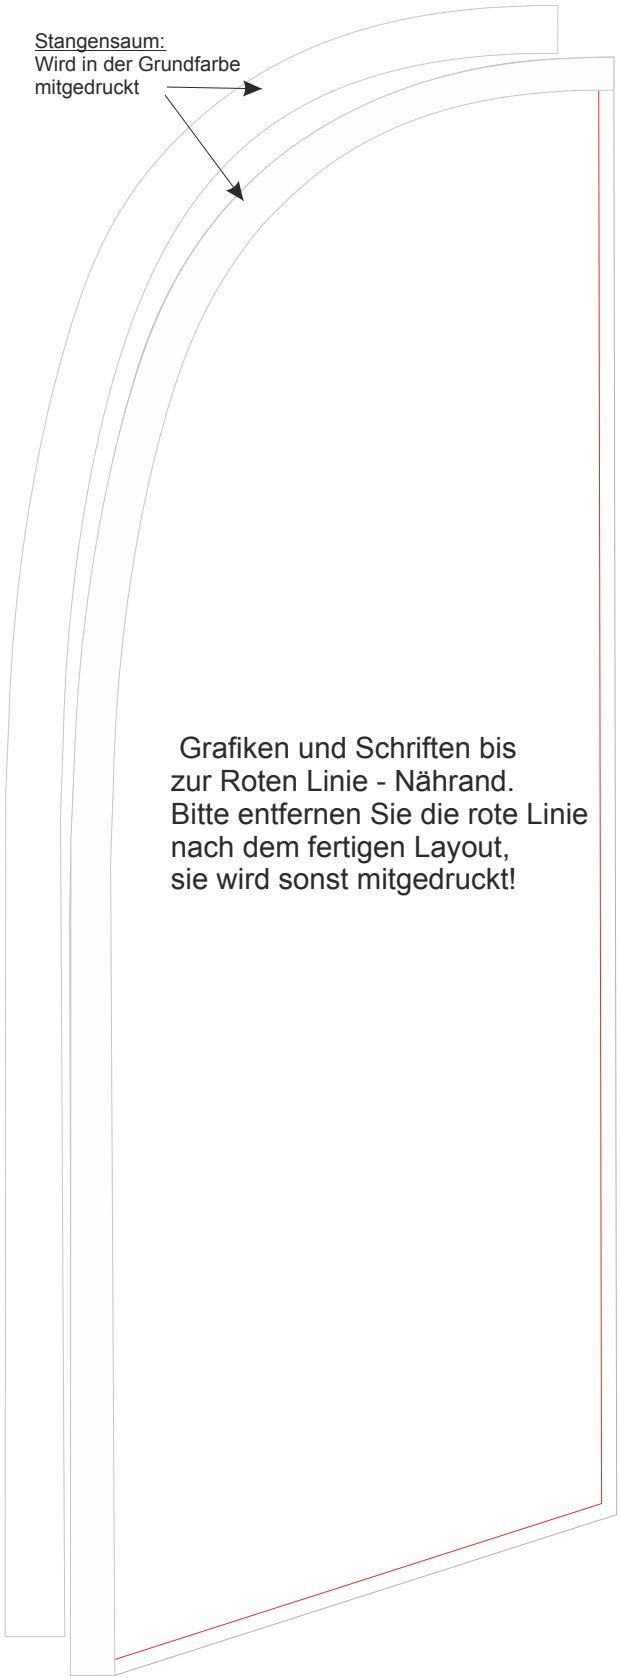 Stangensaum:
Wird in der Grundfarbe
mitgedruckt
Grafiken und Schriften bis
zur Roten Linie - Nährand.
Bitte entfernen Sie die rote Linie
nach dem fertigen Layout,
sie wird sonst mitgedruckt!